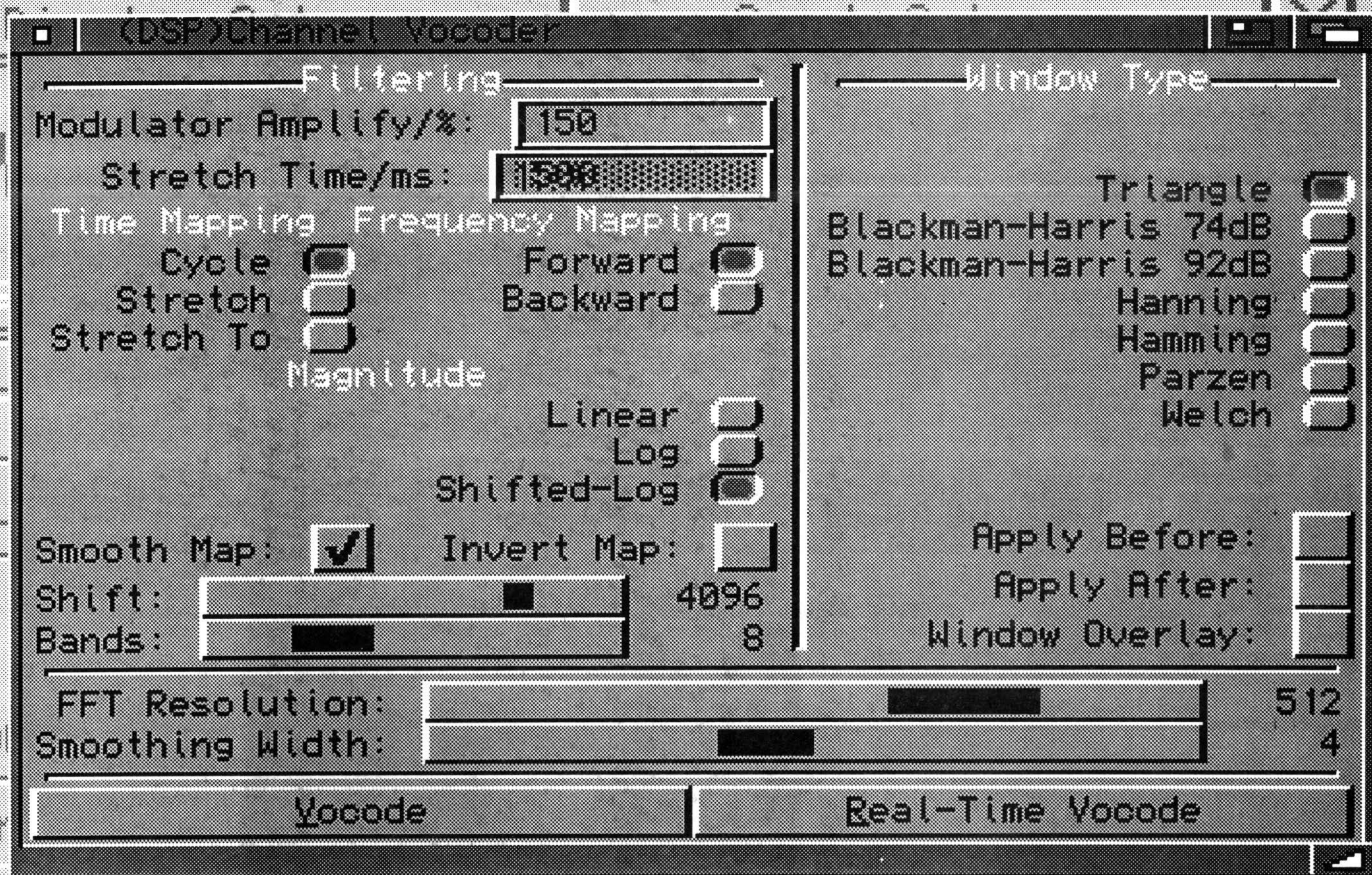 (DSP)Channel Vocoder
Filtering
Modulator Amplify/%: 150
Stretch Time/ms: 1500
Time Mapping Frequency Mapping
Cycle Forward
Stretch Backward
Stretch To
Magnitude
Linear
Log
Shifted-Log
Smooth Map: Invert Map:
Shift: 4096
Bands: 8
Window Type
Triangle
Blackman-Harris 74dB
Blackman-Harris 92dB
Hanning
Hamming
Parzen
Welch
Apply Before:
Apply After:
Window Overlay:
FFT Resolution: 512
Smoothing Width: 4
Vocode Real-Time Vocode